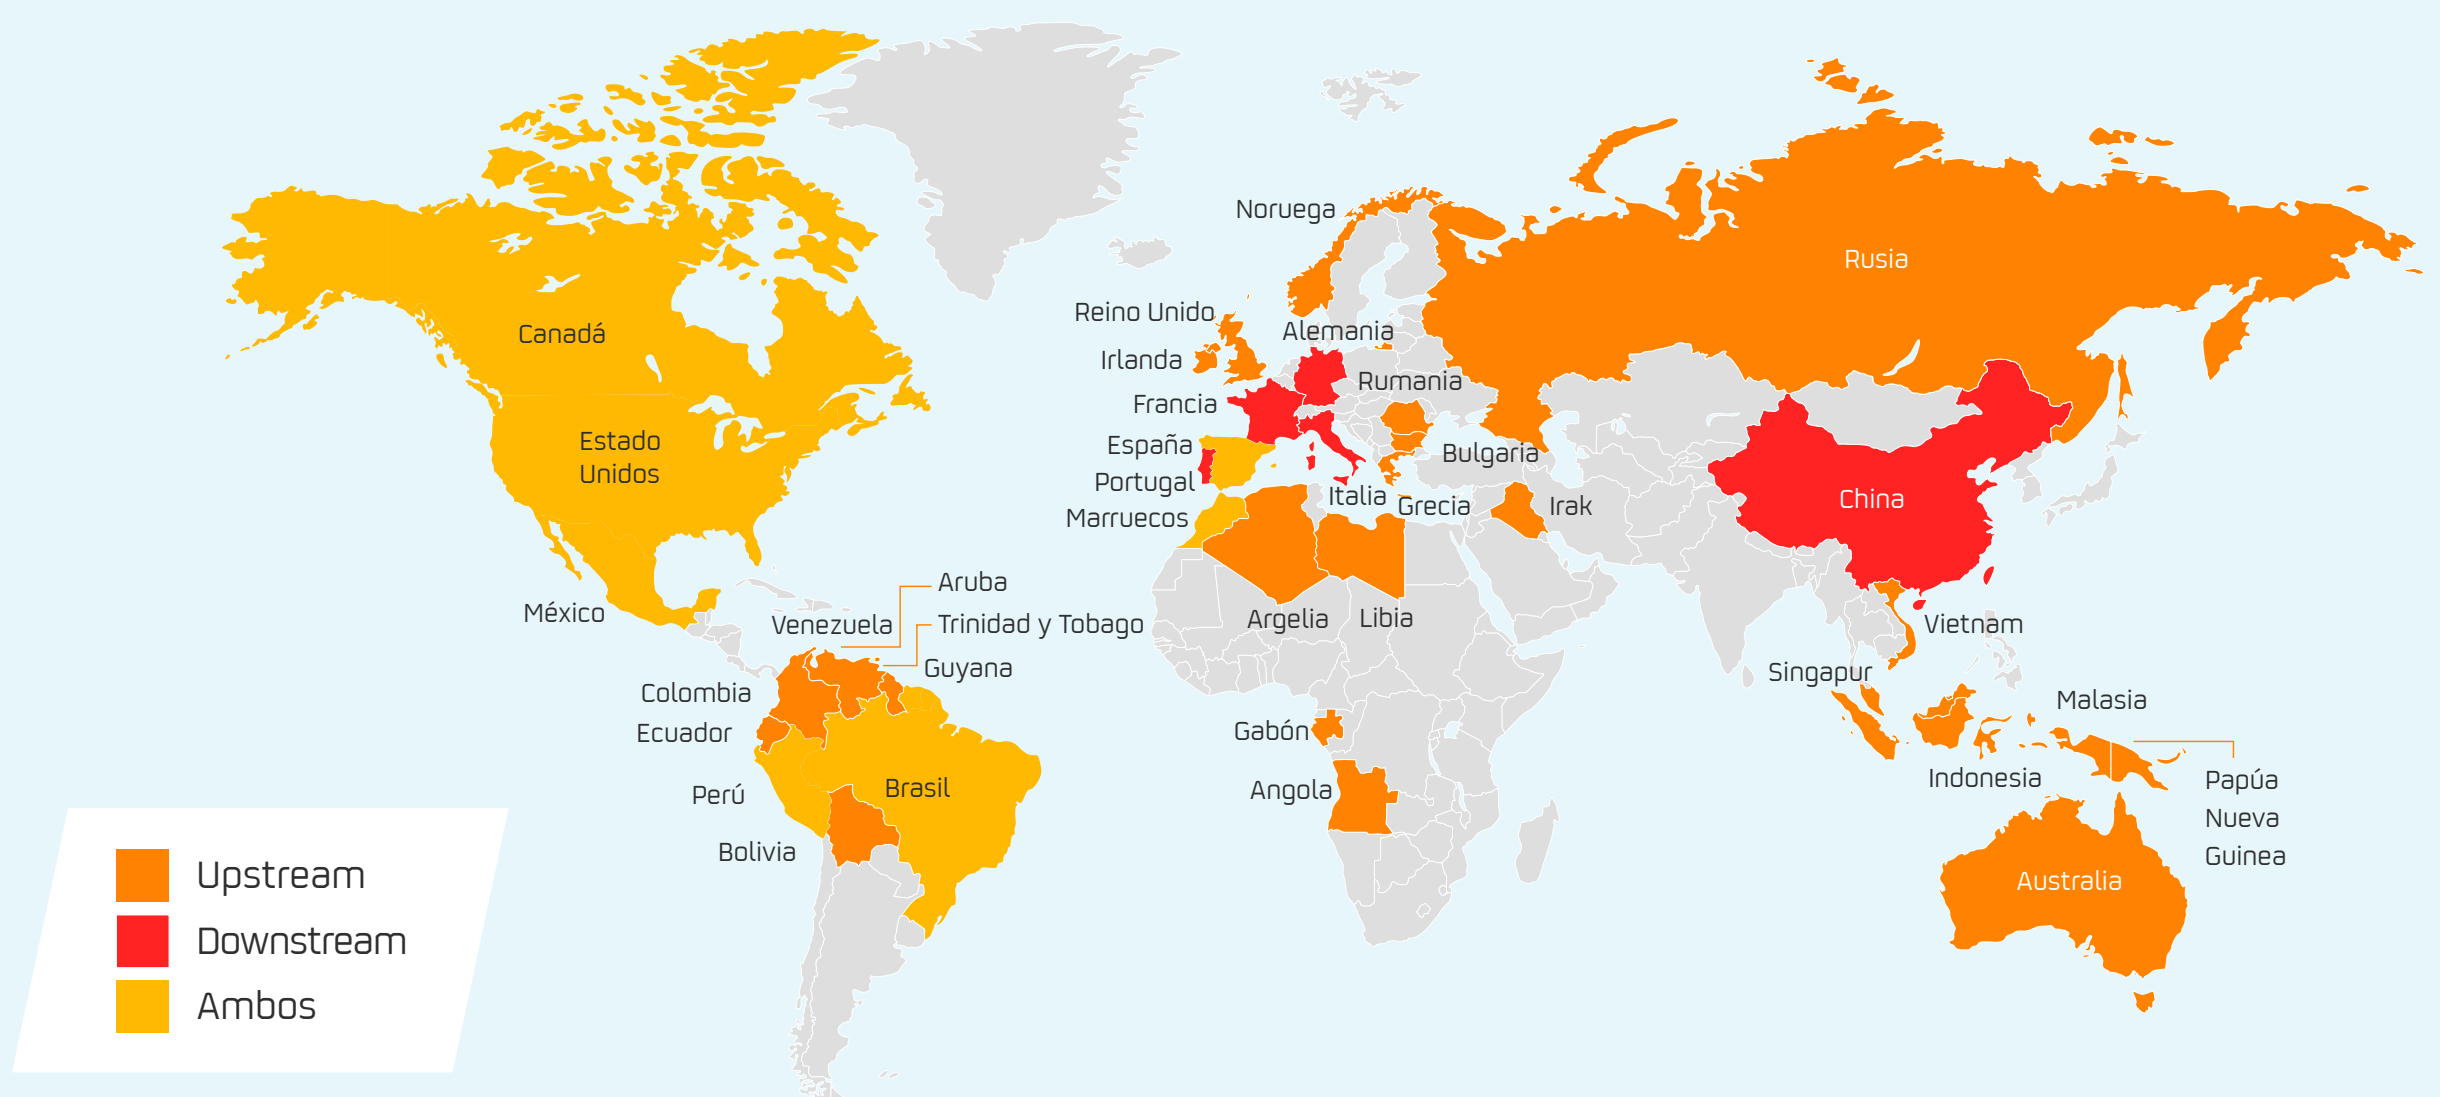 Noruega
Rusia
Reino Unido
Alemania
Canadá
Irlanda
Rumania
Francia
Estado
Unidos
España
Bulgaria
Portugal
Italia
Grecia
Irak
China
Marruecos
Aruba
México
Venezuela
Trinidad y Tobago
Argelia
Libia
Vietnam
Guyana
Singapur
Colombia
Malasia
Ecuador
Gabón
Perú
Brasil
Angola
Indonesia
Papúa
Nueva
Guinea
Bolivia
Australia
Upstream
Downstream
Ambos